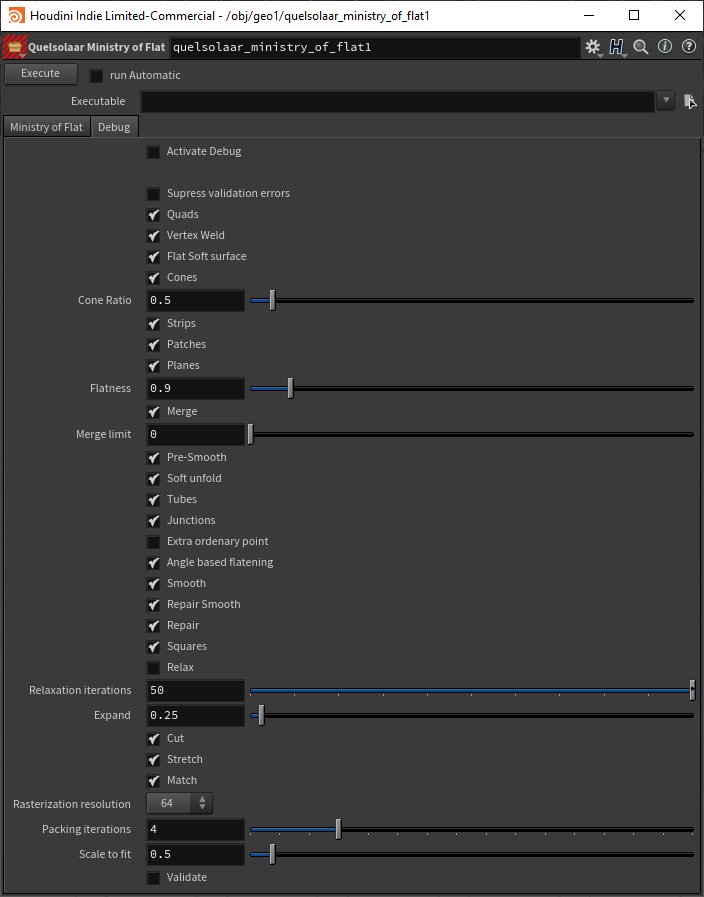 Houdini Indie Limited-Commercial - /obj/geo1/quelsolaar_ministry_of_flat1
Quelsolaar Ministry of Flat quelsolaar_ministry_of_flat1
Execute run Automatic
Executable
Ministry of Flat Debug
Activate Debug
Supress validation errors
Quads
Vertex Weld
Flat Soft surface
Cones
Cone Ratio 0.5
Strips
Patches
Planes
Flatness 0.9
Merge
Merge limit 0
Pre-Smooth
Soft unfold
Tubes
Junctions
Extra ordenary point
Angle based flatening
Smooth
Repair Smooth
Repair
Squares
Relax
Relaxation iterations 50
Expand 0.25
Cut
Stretch
Match
Rasterization resolution 64
Packing iterations 4
Scale to fit 0.5
Validate